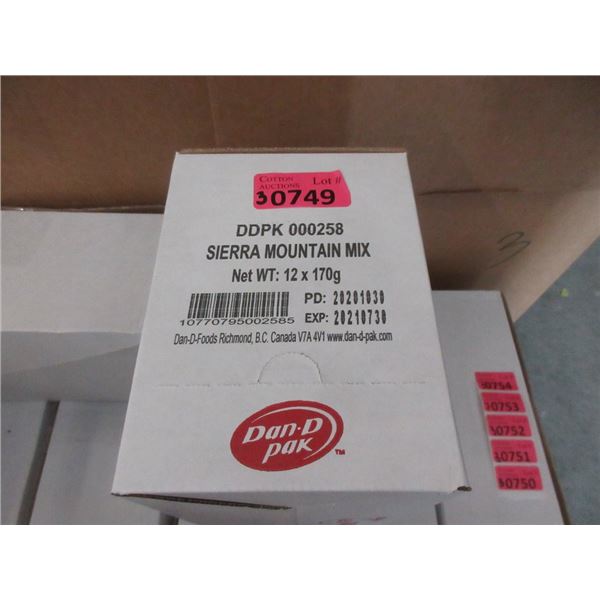 COTTON
AUCTIONS
Lot #
30749
DDPK 000258
SIERRA MOUNTAIN MIX
Net WT: 12 x 170g
PD: 20201030
EXP: 20210730
10770795002585
Dan-D-Foods Richmond, B.C. Canada V7A 4V1 www.dan-d-pak.com
Dan·D
pak
TM
3
30754
30753
30752
30751
30750